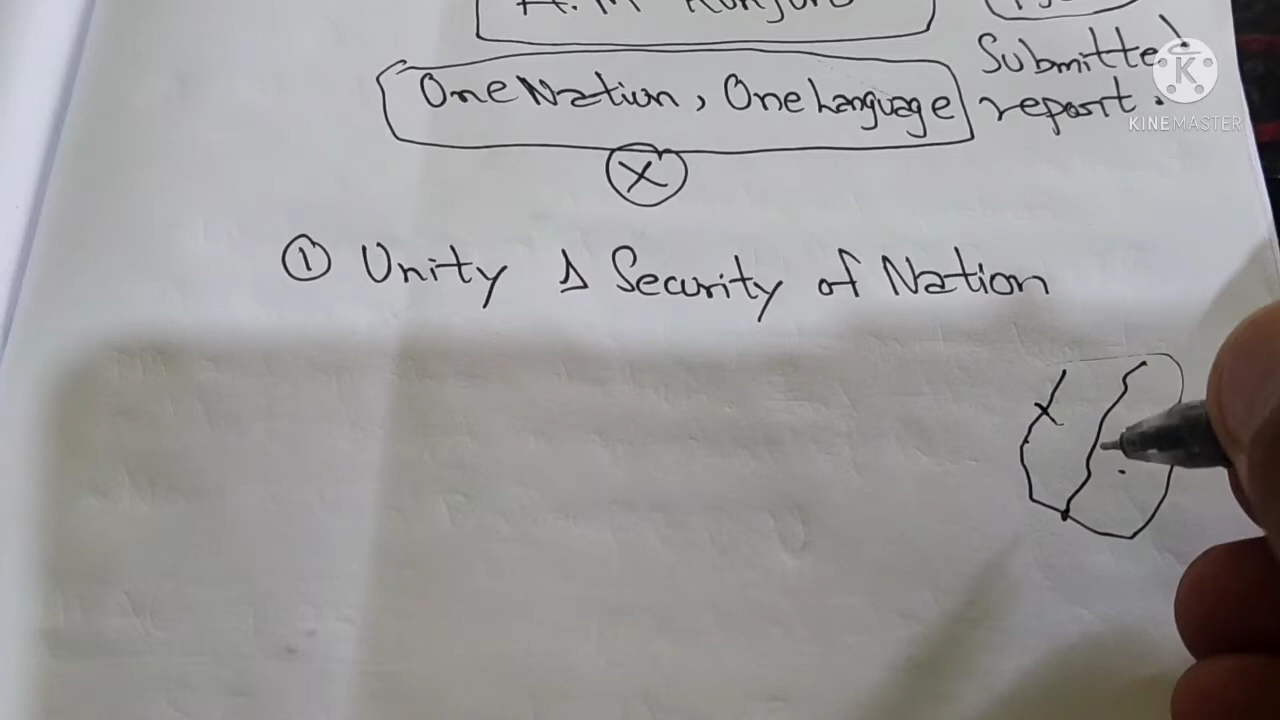 Submitted
One Nation, One Language
report.
KINEMASTER
X
① Unity & Security of Nation